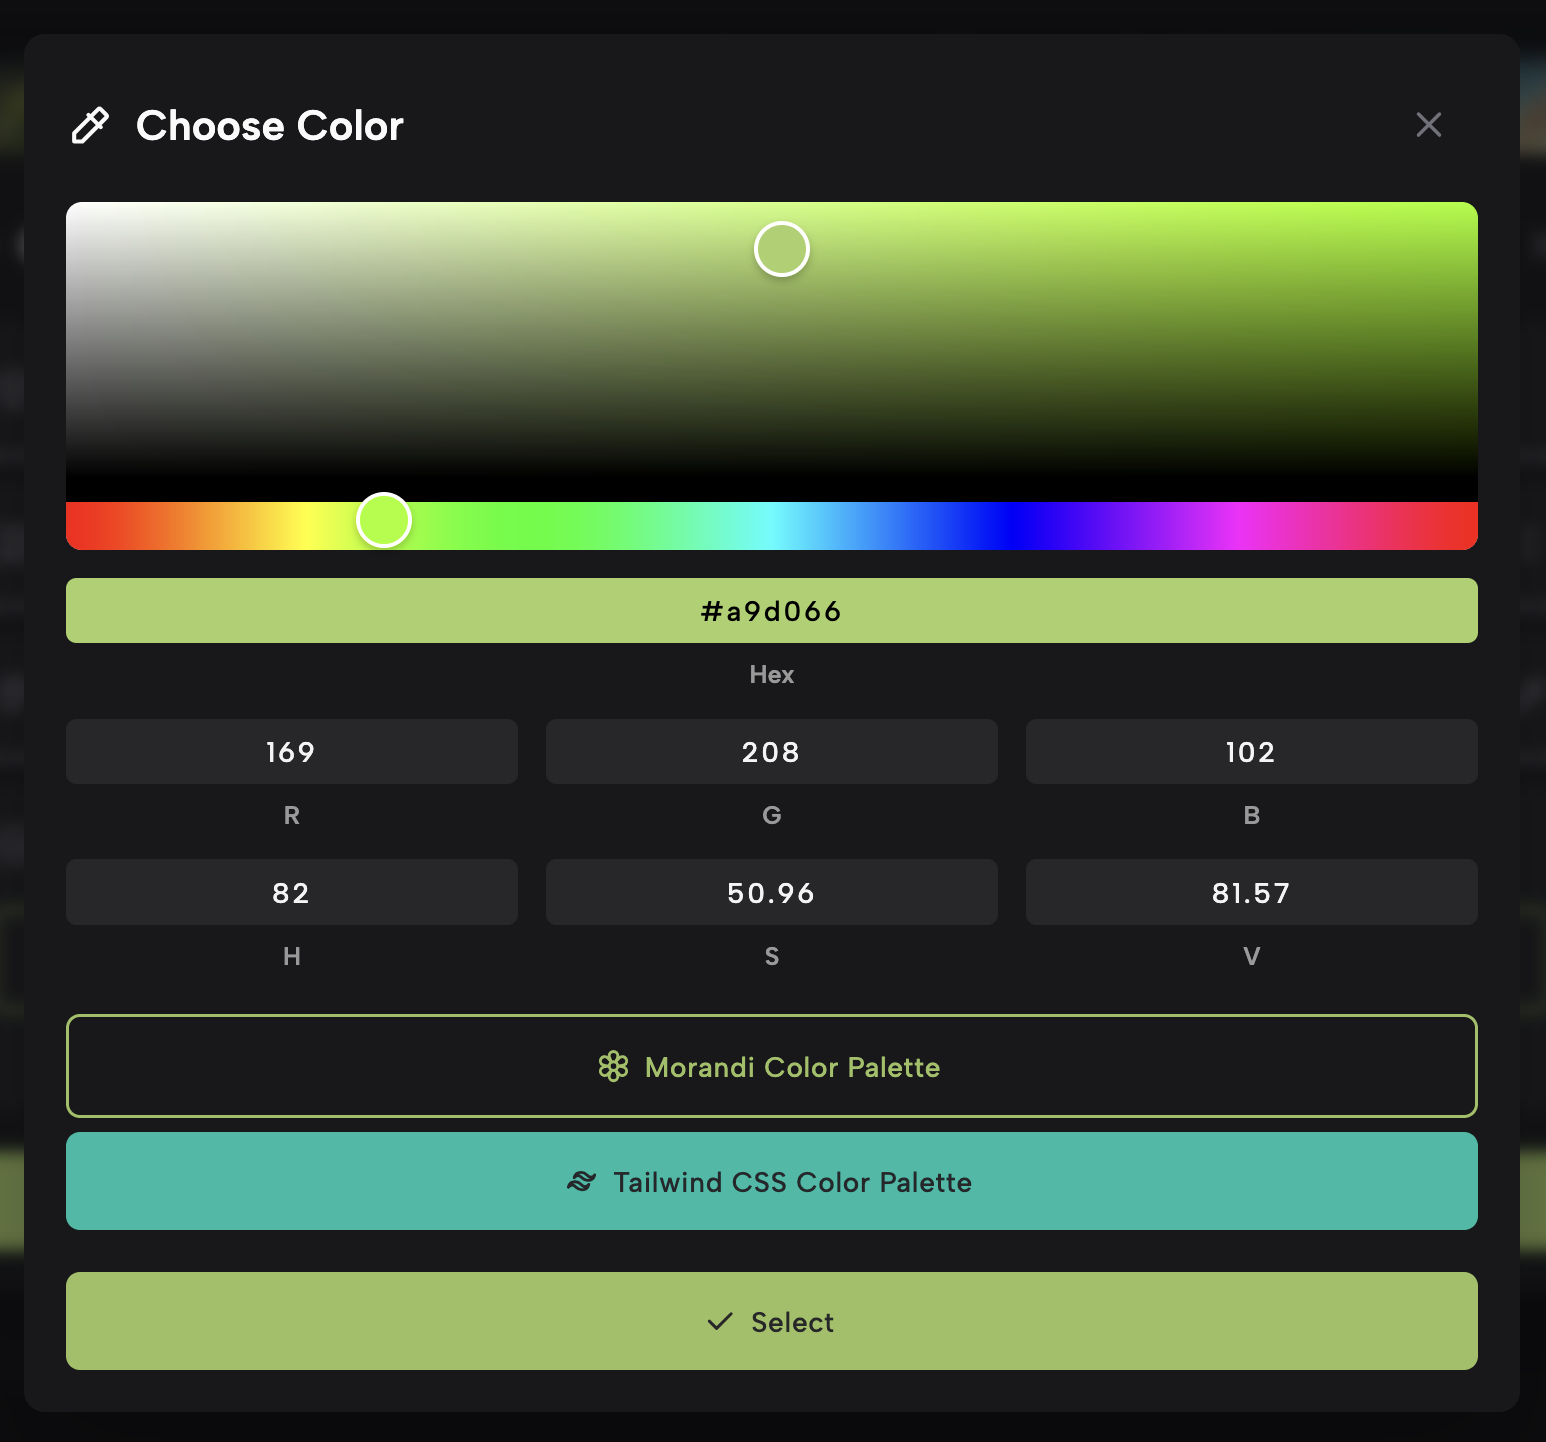 Choose Color
#a9d066
Hex
169
208
102
R
G
B
82
50.96
81.57
H
S
V
Morandi Color Palette
Tailwind CSS Color Palette
Select